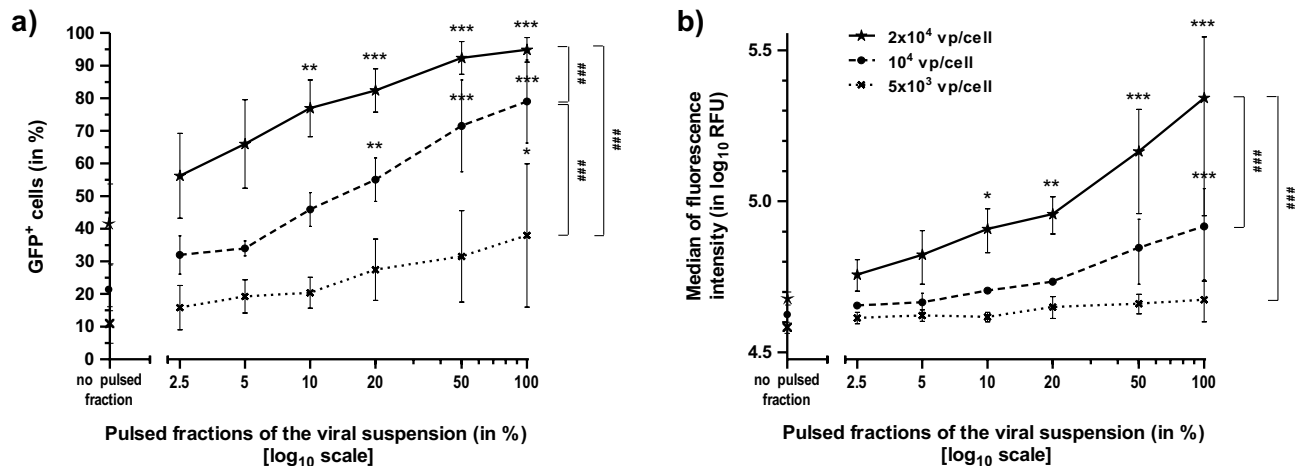 a)
GFP+ cells (in %)
100
90
80
70
60
50
40
30
20
10
0
** *** *** ***
** *** ***
*
###
###
###
no pulsed
fraction
2.5 5 10 20 50 100
Pulsed fractions of the viral suspension (in %)
[log10 scale]
b)
2x10⁴ vp/cell
10⁴ vp/cell
5x10³ vp/cell
Median of fluorescence
intensity (in log10 RFU)
5.5
5.0
4.5
* ** *** ***
***
###
###
no pulsed
fraction
2.5 5 10 20 50 100
Pulsed fractions of the viral suspension (in %)
[log10 scale]